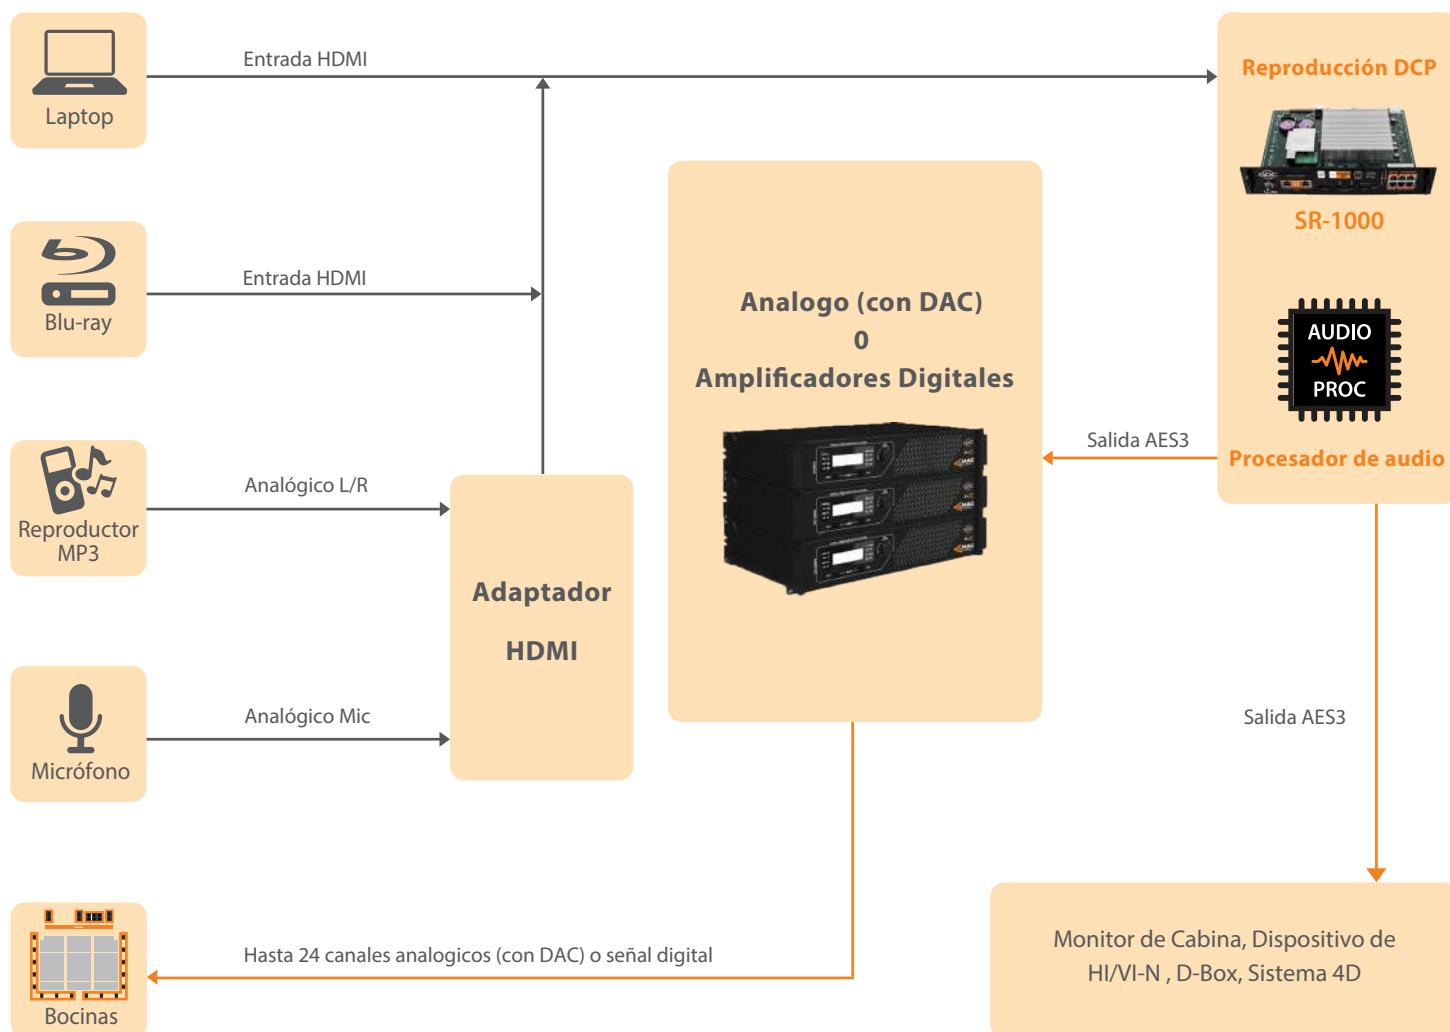 Laptop
Entrada HDMI
Reproducción DCP
SR-1000
Blu-ray
Entrada HDMI
Analogo (con DAC)
0
Amplificadores Digitales
AUDIO
PROC
Procesador de audio
Salida AES3
Reproductor
MP3
Analógico L/R
Adaptador
HDMI
Micrófono
Analógico Mic
Salida AES3
Bocinas
Hasta 24 canales analogicos (con DAC) o señal digital
Monitor de Cabina, Dispositivo de
HI/VI-N , D-Box, Sistema 4D